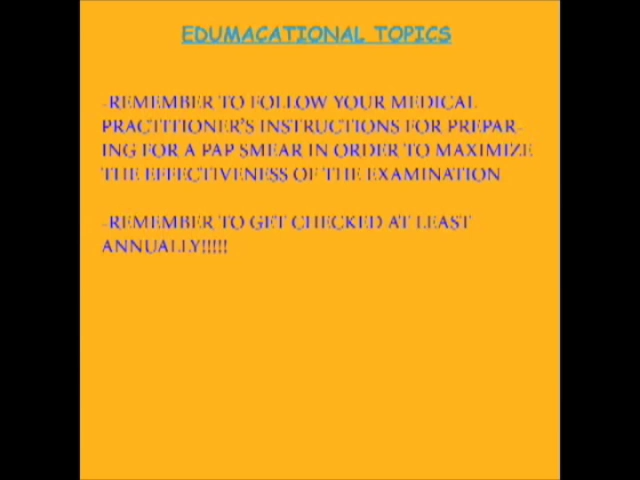 EDUMACATIONAL TOPICS
-REMEMBER TO FOLLOW YOUR MEDICAL
PRACTITIONER'S INSTRUCTIONS FOR PREPAR-
ING FOR A PAP SMEAR IN ORDER TO MAXIMIZE
THE EFFECTIVENESS OF THE EXAMINATION
-REMEMBER TO GET CHECKED AT LEAST
ANNUALLY!!!!!